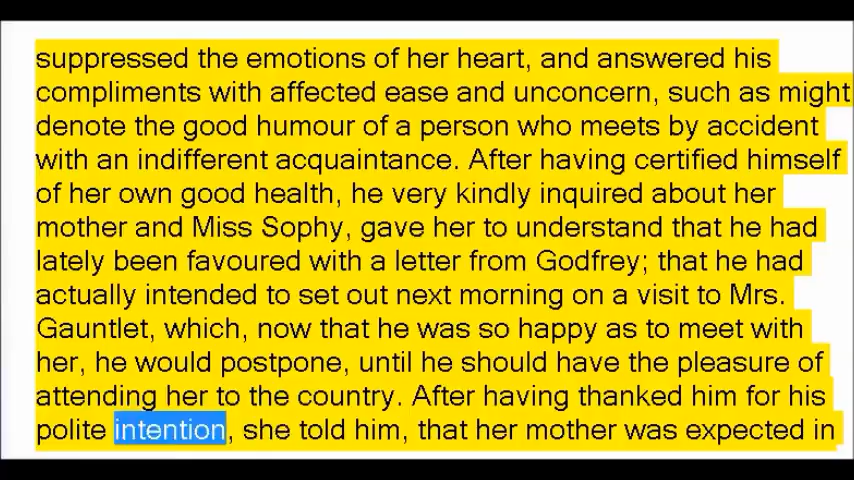 suppressed the emotions of her heart, and answered his
compliments with affected ease and unconcern, such as might
denote the good humour of a person who meets by accident
with an indifferent acquaintance. After having certified himself
of her own good health, he very kindly inquired about her
mother and Miss Sophy, gave her to understand that he had
lately been favoured with a letter from Godfrey; that he had
actually intended to set out next morning on a visit to Mrs.
Gauntlet, which, now that he was so happy as to meet with
her, he would postpone, until he should have the pleasure of
attending her to the country. After having thanked him for his
polite intention, she told him, that her mother was expected in